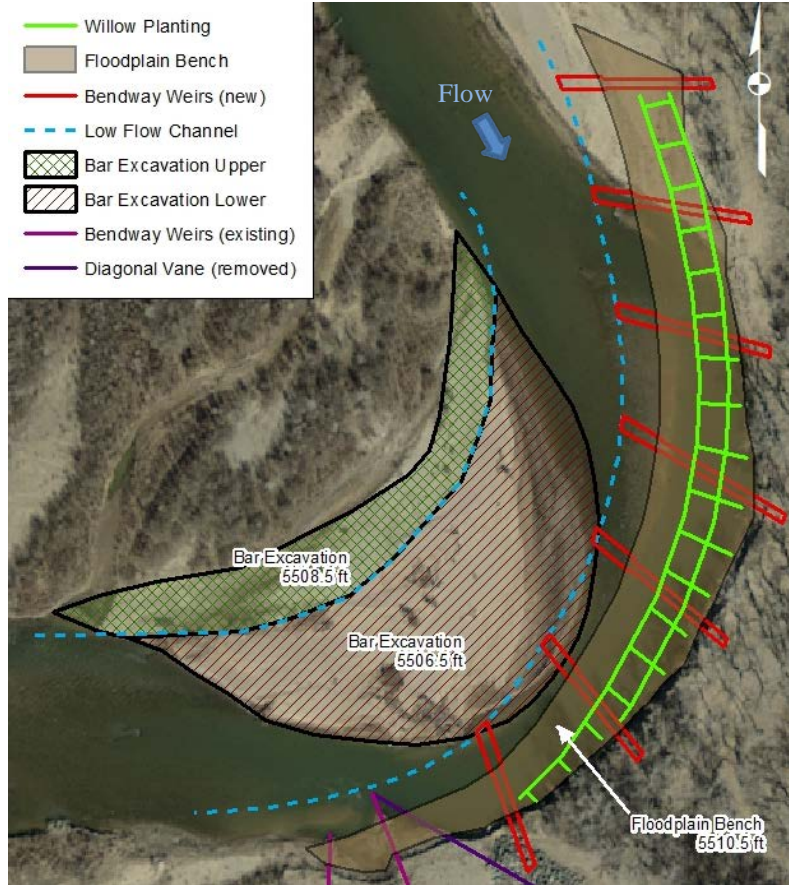 Willow Planting
Floodplain Bench
Bendway Weirs (new)
Low Flow Channel
Bar Excavation Upper
Bar Excavation Lower
Bendway Weirs (existing)
Diagonal Vane (removed)
Flow
Bar Excavation
5508.5 ft
Bar Excavation
5506.5 ft
Floodplain Bench
5510.5 ft